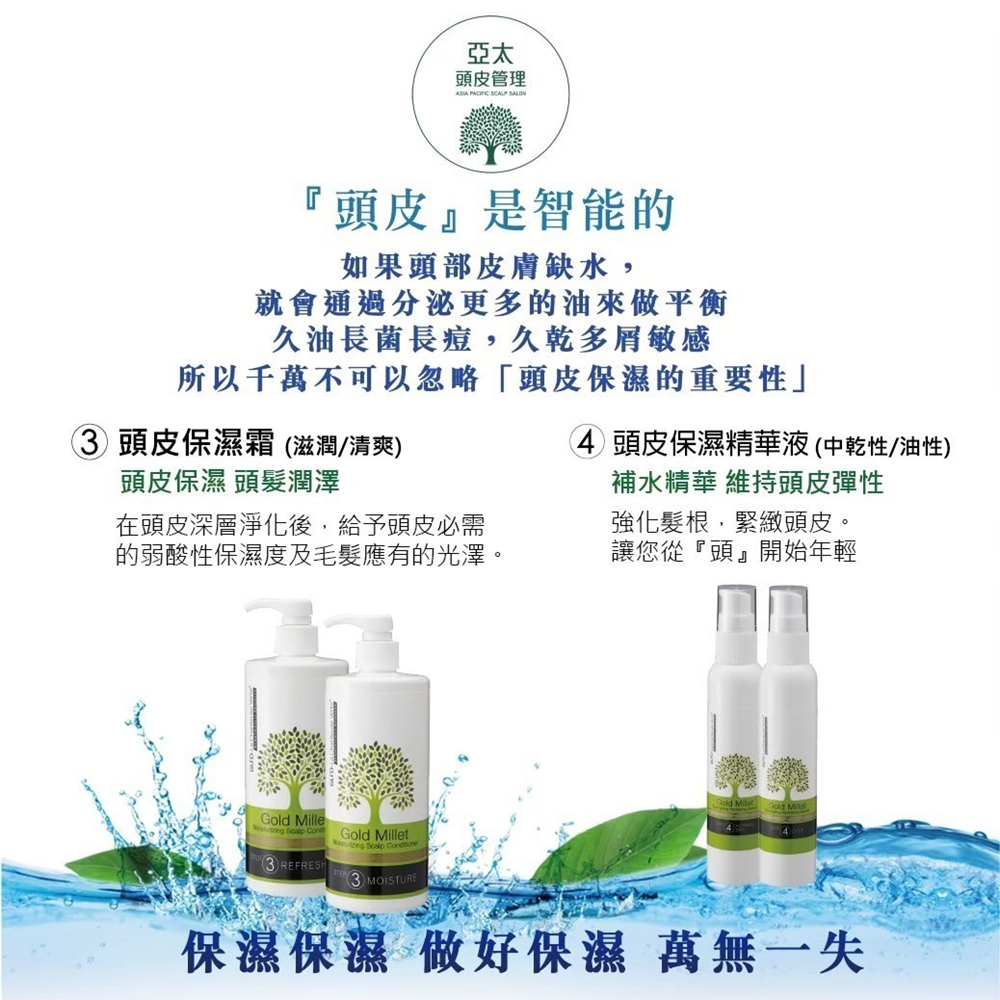 亞太
頭皮管理
ASIA PACIFIC SCALP SALON
『頭皮』是智能的
如果頭部皮膚缺水，
就會通過分泌更多的油來做平衡
久油長菌長痘，久乾多屑敏感
所以千萬不可以忽略「頭皮保濕的重要性」
③ 頭皮保濕霜 (滋潤/清爽)
頭皮保濕 頭髮潤澤
在頭皮深層淨化後，給予頭皮必需
的弱酸性保濕度及毛髮應有的光澤。
④ 頭皮保濕精華液 (中乾性/油性)
補水精華 維持頭皮彈性
強化髮根，緊緻頭皮。
讓您從『頭』開始年輕
Gold Mille
Moisturizing Scalp Condi
③ REFRESH
Gold Millet
Moisturizing Scalp Conditioner
STEP ③ MOISTURE
Gold Millet
④
Gold Millet
④
保濕保濕 做好保濕 萬無一失